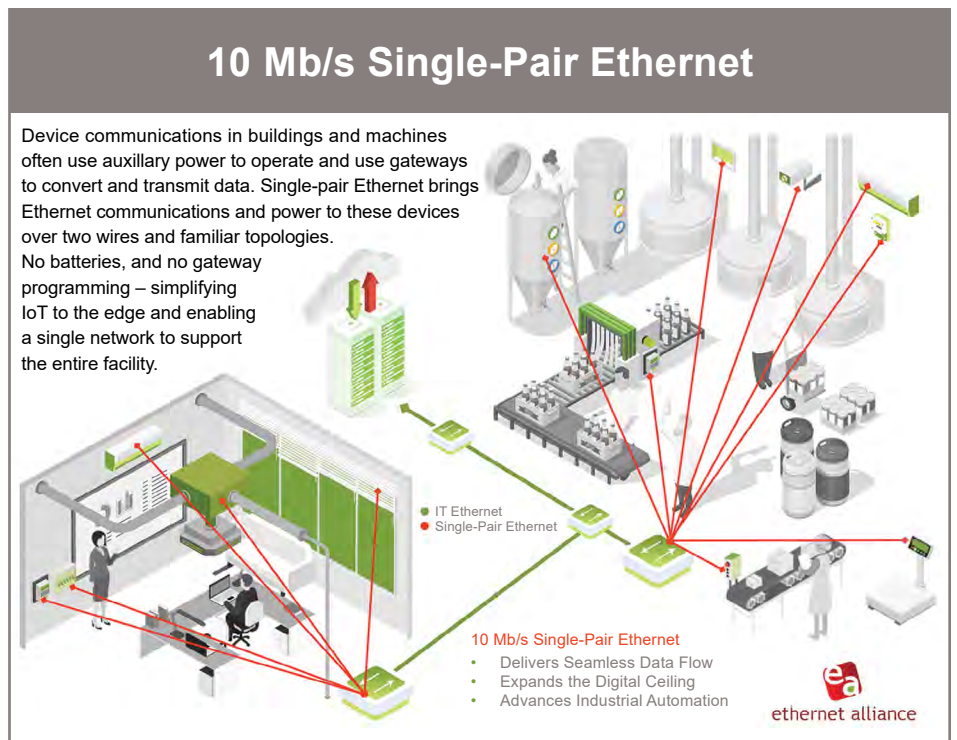 10 Mb/s Single-Pair Ethernet
Device communications in buildings and machines
often use auxillary power to operate and use gateways
to convert and transmit data. Single-pair Ethernet brings
Ethernet communications and power to these devices
over two wires and familiar topologies.
No batteries, and no gateway
programming – simplifying
IoT to the edge and enabling
a single network to support
the entire facility.
IT Ethernet
Single-Pair Ethernet
10 Mb/s Single-Pair Ethernet
• Delivers Seamless Data Flow
• Expands the Digital Ceiling
• Advances Industrial Automation
ea
ethernet alliance